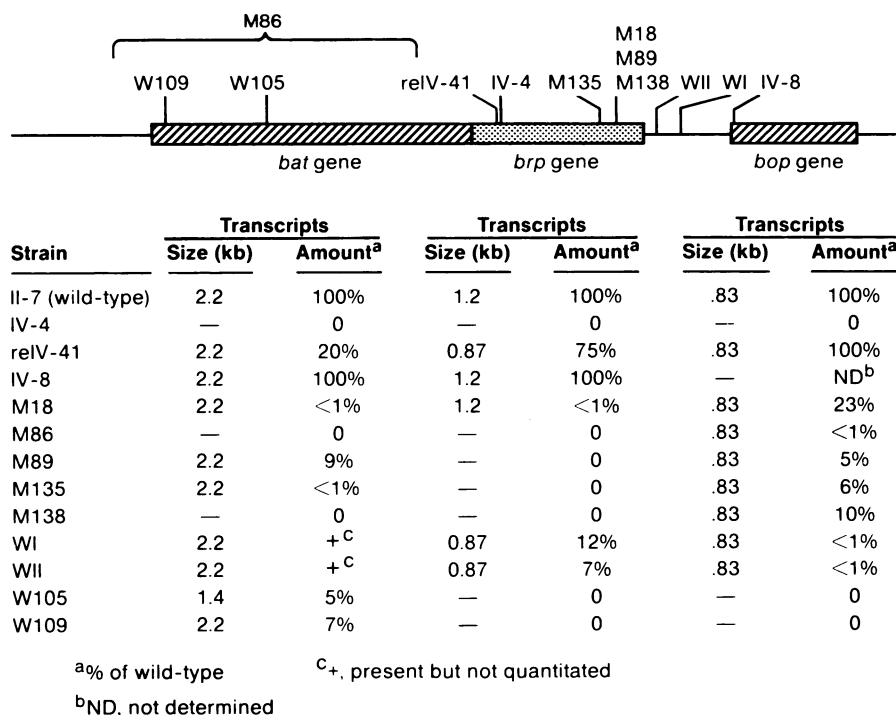 M86
M18
M89
W109 W105 relV-41 IV-4 M135 M138 WII WI IV-8
bat gene brp gene bop gene
Transcripts Transcripts Transcripts
Strain Size (kb) Amountᵃ Size (kb) Amountᵃ Size (kb) Amountᵃ
II-7 (wild-type) 2.2 100% 1.2 100% .83 100%
IV-4 — 0 — 0 — 0
relV-41 2.2 20% 0.87 75% .83 100%
IV-8 2.2 100% 1.2 100% — NDᵇ
M18 2.2 <1% 1.2 <1% .83 23%
M86 — 0 — 0 .83 <1%
M89 2.2 9% — 0 .83 5%
M135 2.2 <1% — 0 .83 6%
M138 — 0 — 0 .83 10%
WI 2.2 +ᶜ 0.87 12% .83 <1%
WII 2.2 +ᶜ 0.87 7% .83 <1%
W105 1.4 5% — 0 — 0
W109 2.2 7% — 0 — 0
ᵃ% of wild-type ᶜ+, present but not quantitated
ᵇND, not determined